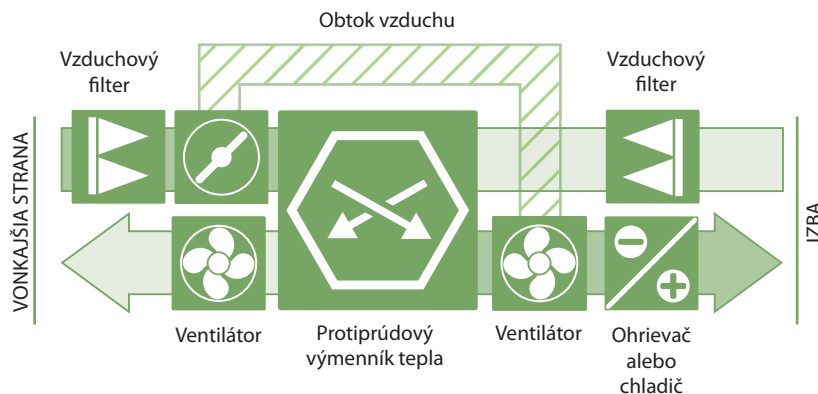 Obtok vzduchu
Vzduchový
filter
Vzduchový
filter
VONKAJŠIA STRANA
IZBA
Ventilátor
Protiprúdový
výmenník tepla
Ventilátor
Ohrievač
alebo
chladič